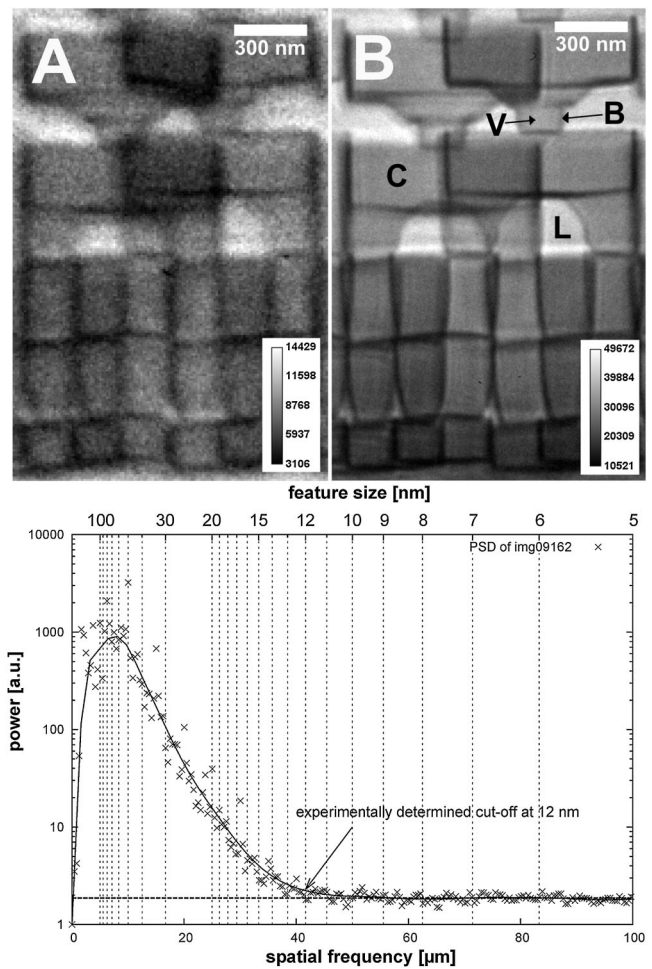 A
300 nm
14429
11598
8768
5937
3106
B
300 nm
V
B
C
L
49672
39884
30096
20309
10521
feature size [nm]
100 30 20 15 12 10 9 8 7 6 5
10000
1000
100
10
1
power [a.u.]
PSD of img09162 ×
experimentally determined cut-off at 12 nm
0 20 40 60 80 100
spatial frequency [µm]